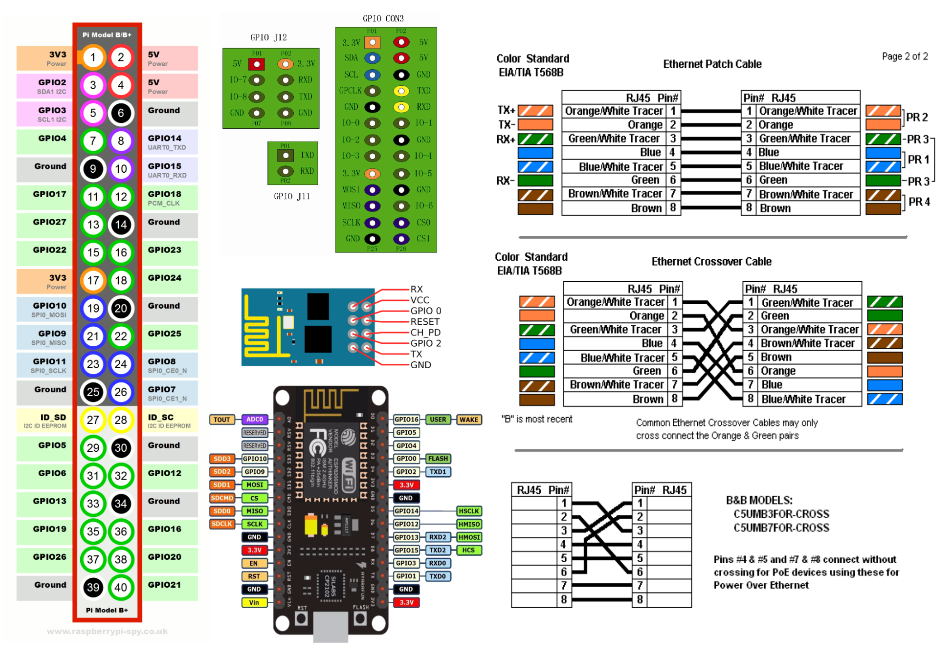 Pi Model B/B+
3V3
Power
1
2
5V
Power
GPIO2
SDA1 I2C
3
4
5V
Power
GPIO3
SCL1 I2C
5
6
Ground
GPIO4
7
8
GPIO14
UART0_TXD
Ground
9
10
GPIO15
UART0_RXD
GPIO17
11
12
GPIO18
PCM_CLK
GPIO27
13
14
Ground
GPIO22
15
16
GPIO23
3V3
Power
17
18
GPIO24
GPIO10
SPI0_MOSI
19
20
Ground
GPIO9
SPI0_MISO
21
22
GPIO25
GPIO11
SPI0_SCLK
23
24
GPIO8
SPI0_CE0_N
Ground
25
26
GPIO7
SPI0_CE1_N
ID_SD
I2C ID EEPROM
27
28
ID_SC
I2C ID EEPROM
GPIO5
29
30
Ground
GPIO6
31
32
GPIO12
GPIO13
33
34
Ground
GPIO19
35
36
GPIO16
GPIO26
37
38
GPIO20
Ground
39
40
GPIO21
Pi Model B+
www.raspberrypi-spy.co.uk
GPIO J12
P01 P02
5V 3.3V
IO-7 RXD
IO-8 TXD
GND GND
P07 P08
P01
TXD
RXD
P02
GPIO J11
GPIO CON3
P01 P02
3.3V 5V
SDA 5V
SCL GND
GPCLK TXD
GND RXD
IO-0 IO-1
IO-2 GND
IO-3 IO-4
3.3V IO-5
MOSI GND
MISO IO-6
SCLK CS0
GND CS1
P25 P26
RX
VCC
GPIO 0
RESET
CH_PD
GPIO 2
TX
GND
TOUT ADC0 GPIO16 USER WAKE
RESERVED GPIO5
RESERVED GPIO4
SDD3 GPIO10 GPIO0 FLASH
SDD2 GPIO9 GPIO2 TXD1
SDD1 MOSI 3.3V
SDCMD CS GND
SDD0 MISO GPIO14 HSCLK
SDCLK SCLK GPIO12 HMISO
GND GPIO13 RXD2 HMOSI
3.3V GPIO15 TXD2 HCS
EN GPIO3 RXD0
RST GPIO1 TXD0
GND GND
Vin 3.3V
WiFi
FC
SILABS
CP2102
RST
FLASH
Color Standard
EIA/TIA T568B
Ethernet Patch Cable
Page 2 of 2
RJ45 Pin# Pin# RJ45
TX+ Orange/White Tracer 1 1 Orange/White Tracer
TX- Orange 2 2 Orange PR 2
RX+ Green/White Tracer 3 3 Green/White Tracer PR 3
Blue 4 4 Blue
Blue/White Tracer 5 5 Blue/White Tracer PR 1
RX- Green 6 6 Green PR 3
Brown/White Tracer 7 7 Brown/White Tracer PR 4
Brown 8 8 Brown
Color Standard
EIA/TIA T568B
Ethernet Crossover Cable
RJ45 Pin# Pin# RJ45
Orange/White Tracer 1 1 Green/White Tracer
Orange 2 2 Green
Green/White Tracer 3 3 Orange/White Tracer
Blue 4 4 Brown/White Tracer
Blue/White Tracer 5 5 Brown
Green 6 6 Orange
Brown/White Tracer 7 7 Blue
Brown 8 8 Blue/White Tracer
"B" is most recent
Common Ethernet Crossover Cables may only
cross connect the Orange & Green pairs
RJ45 Pin# Pin# RJ45
1 1
2 2
3 3
4 4
5 5
6 6
7 7
8 8
B&B MODELS:
C5UMB3FOR-CROSS
C5UMB7FOR-CROSS
Pins #4 & #5 and #7 & #8 connect without
crossing for PoE devices using these for
Power Over Ethernet